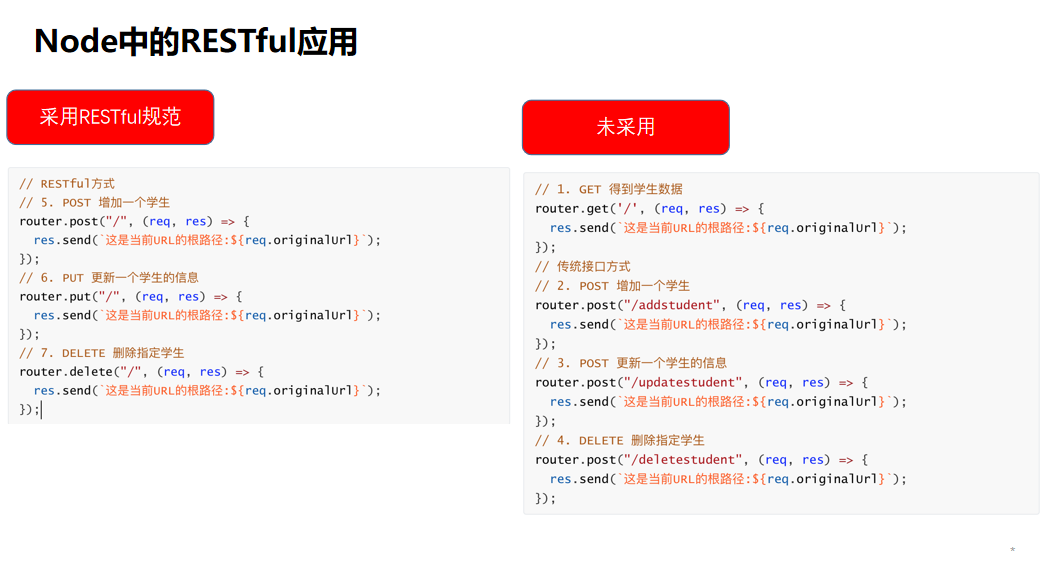 Node中的RESTful应用
采用RESTful规范
// RESTful方式
// 5. POST 增加一个学生
router.post("/", (req, res) => {
  res.send(`这是当前URL的根路径:${req.originalUrl}`);
});
// 6. PUT 更新一个学生的信息
router.put("/", (req, res) => {
  res.send(`这是当前URL的根路径:${req.originalUrl}`);
});
// 7. DELETE 删除指定学生
router.delete("/", (req, res) => {
  res.send(`这是当前URL的根路径:${req.originalUrl}`);
});
未采用
// 1. GET 得到学生数据
router.get('/', (req, res) => {
  res.send(`这是当前URL的根路径:${req.originalUrl}`);
});
// 传统接口方式
// 2. POST 增加一个学生
router.post("/addstudent", (req, res) => {
  res.send(`这是当前URL的根路径:${req.originalUrl}`);
});
// 3. POST 更新一个学生的信息
router.post("/updatestudent", (req, res) => {
  res.send(`这是当前URL的根路径:${req.originalUrl}`);
});
// 4. DELETE 删除指定学生
router.post("/deletestudent", (req, res) => {
  res.send(`这是当前URL的根路径:${req.originalUrl}`);
});
*